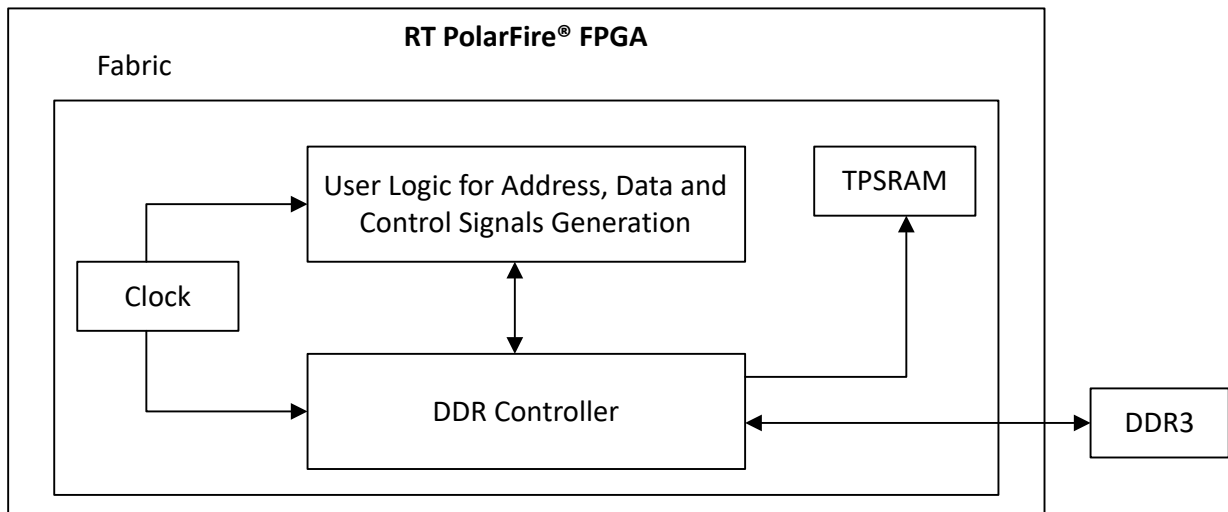 RT PolarFire® FPGA
Fabric
User Logic for Address, Data and
Control Signals Generation
TPSRAM
Clock
DDR Controller
DDR3